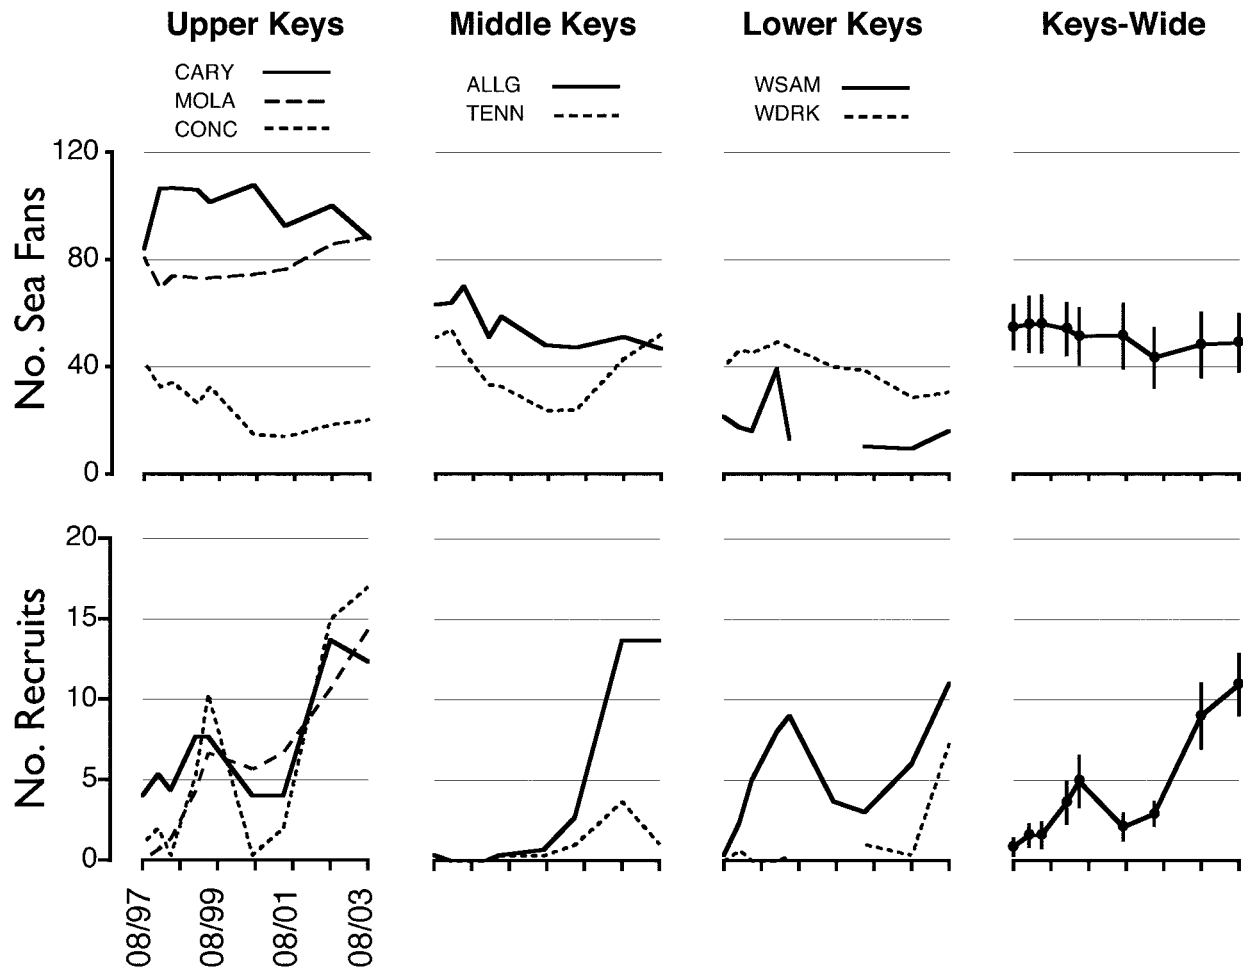 Upper Keys
Middle Keys
Lower Keys
Keys-Wide
CARY
MOLA
CONC
ALLG
TENN
WSAM
WDRK
No. Sea Fans
120
80
40
0
No. Recruits
20
15
10
5
0
08/97
08/99
08/01
08/03